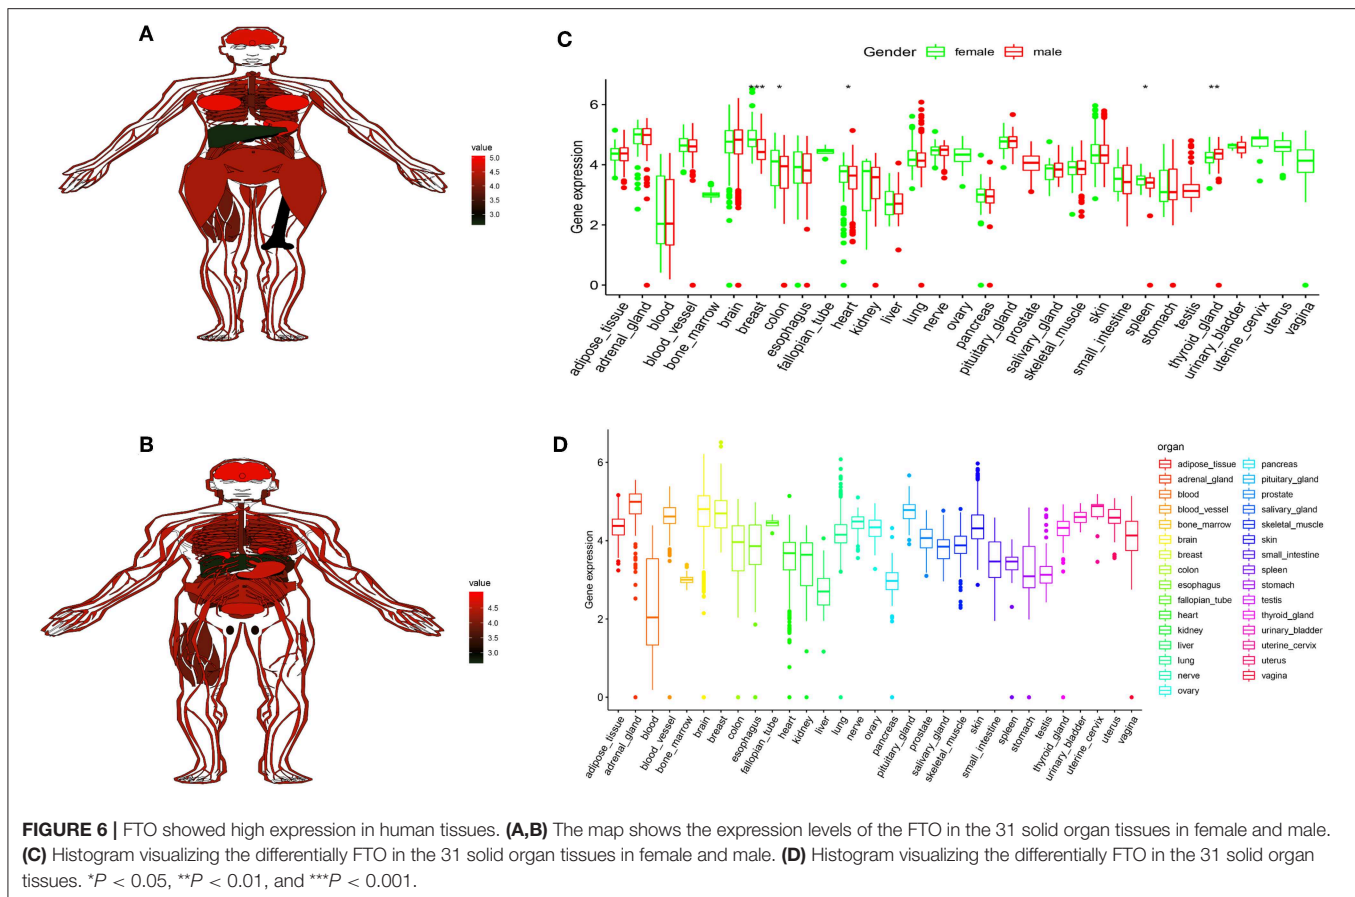 A
value
5.0
4.5
4.0
3.5
3.0
B
value
4.5
4.0
3.5
3.0
C
Gender female male
Gene expression
6
4
2
0
*** * * * **
adipose_tissue
adrenal_gland
blood
blood_vessel
bone_marrow
brain
breast
colon
esophagus
fallopian_tube
heart
kidney
liver
lung
nerve
ovary
pancreas
pituitary_gland
prostate
salivary_gland
skeletal_muscle
skin
small_intestine
spleen
stomach
testis
thyroid_gland
urinary_bladder
uterine_cervix
uterus
vagina
D
Gene expression
6
4
2
0
adipose_tissue
adrenal_gland
blood
blood_vessel
bone_marrow
brain
breast
colon
esophagus
fallopian_tube
heart
kidney
liver
lung
nerve
ovary
pancreas
pituitary_gland
prostate
salivary_gland
skeletal_muscle
skin
small_intestine
spleen
stomach
testis
thyroid_gland
urinary_bladder
uterine_cervix
uterus
vagina
organ
adipose_tissue pancreas
adrenal_gland pituitary_gland
blood prostate
blood_vessel salivary_gland
bone_marrow skeletal_muscle
brain skin
breast small_intestine
colon spleen
esophagus stomach
fallopian_tube testis
heart thyroid_gland
kidney urinary_bladder
liver uterine_cervix
lung uterus
nerve vagina
ovary
FIGURE 6 | FTO showed high expression in human tissues. (A,B) The map shows the expression levels of the FTO in the 31 solid organ tissues in female and male.
(C) Histogram visualizing the differentially FTO in the 31 solid organ tissues in female and male. (D) Histogram visualizing the differentially FTO in the 31 solid organ
tissues. *P < 0.05, **P < 0.01, and ***P < 0.001.